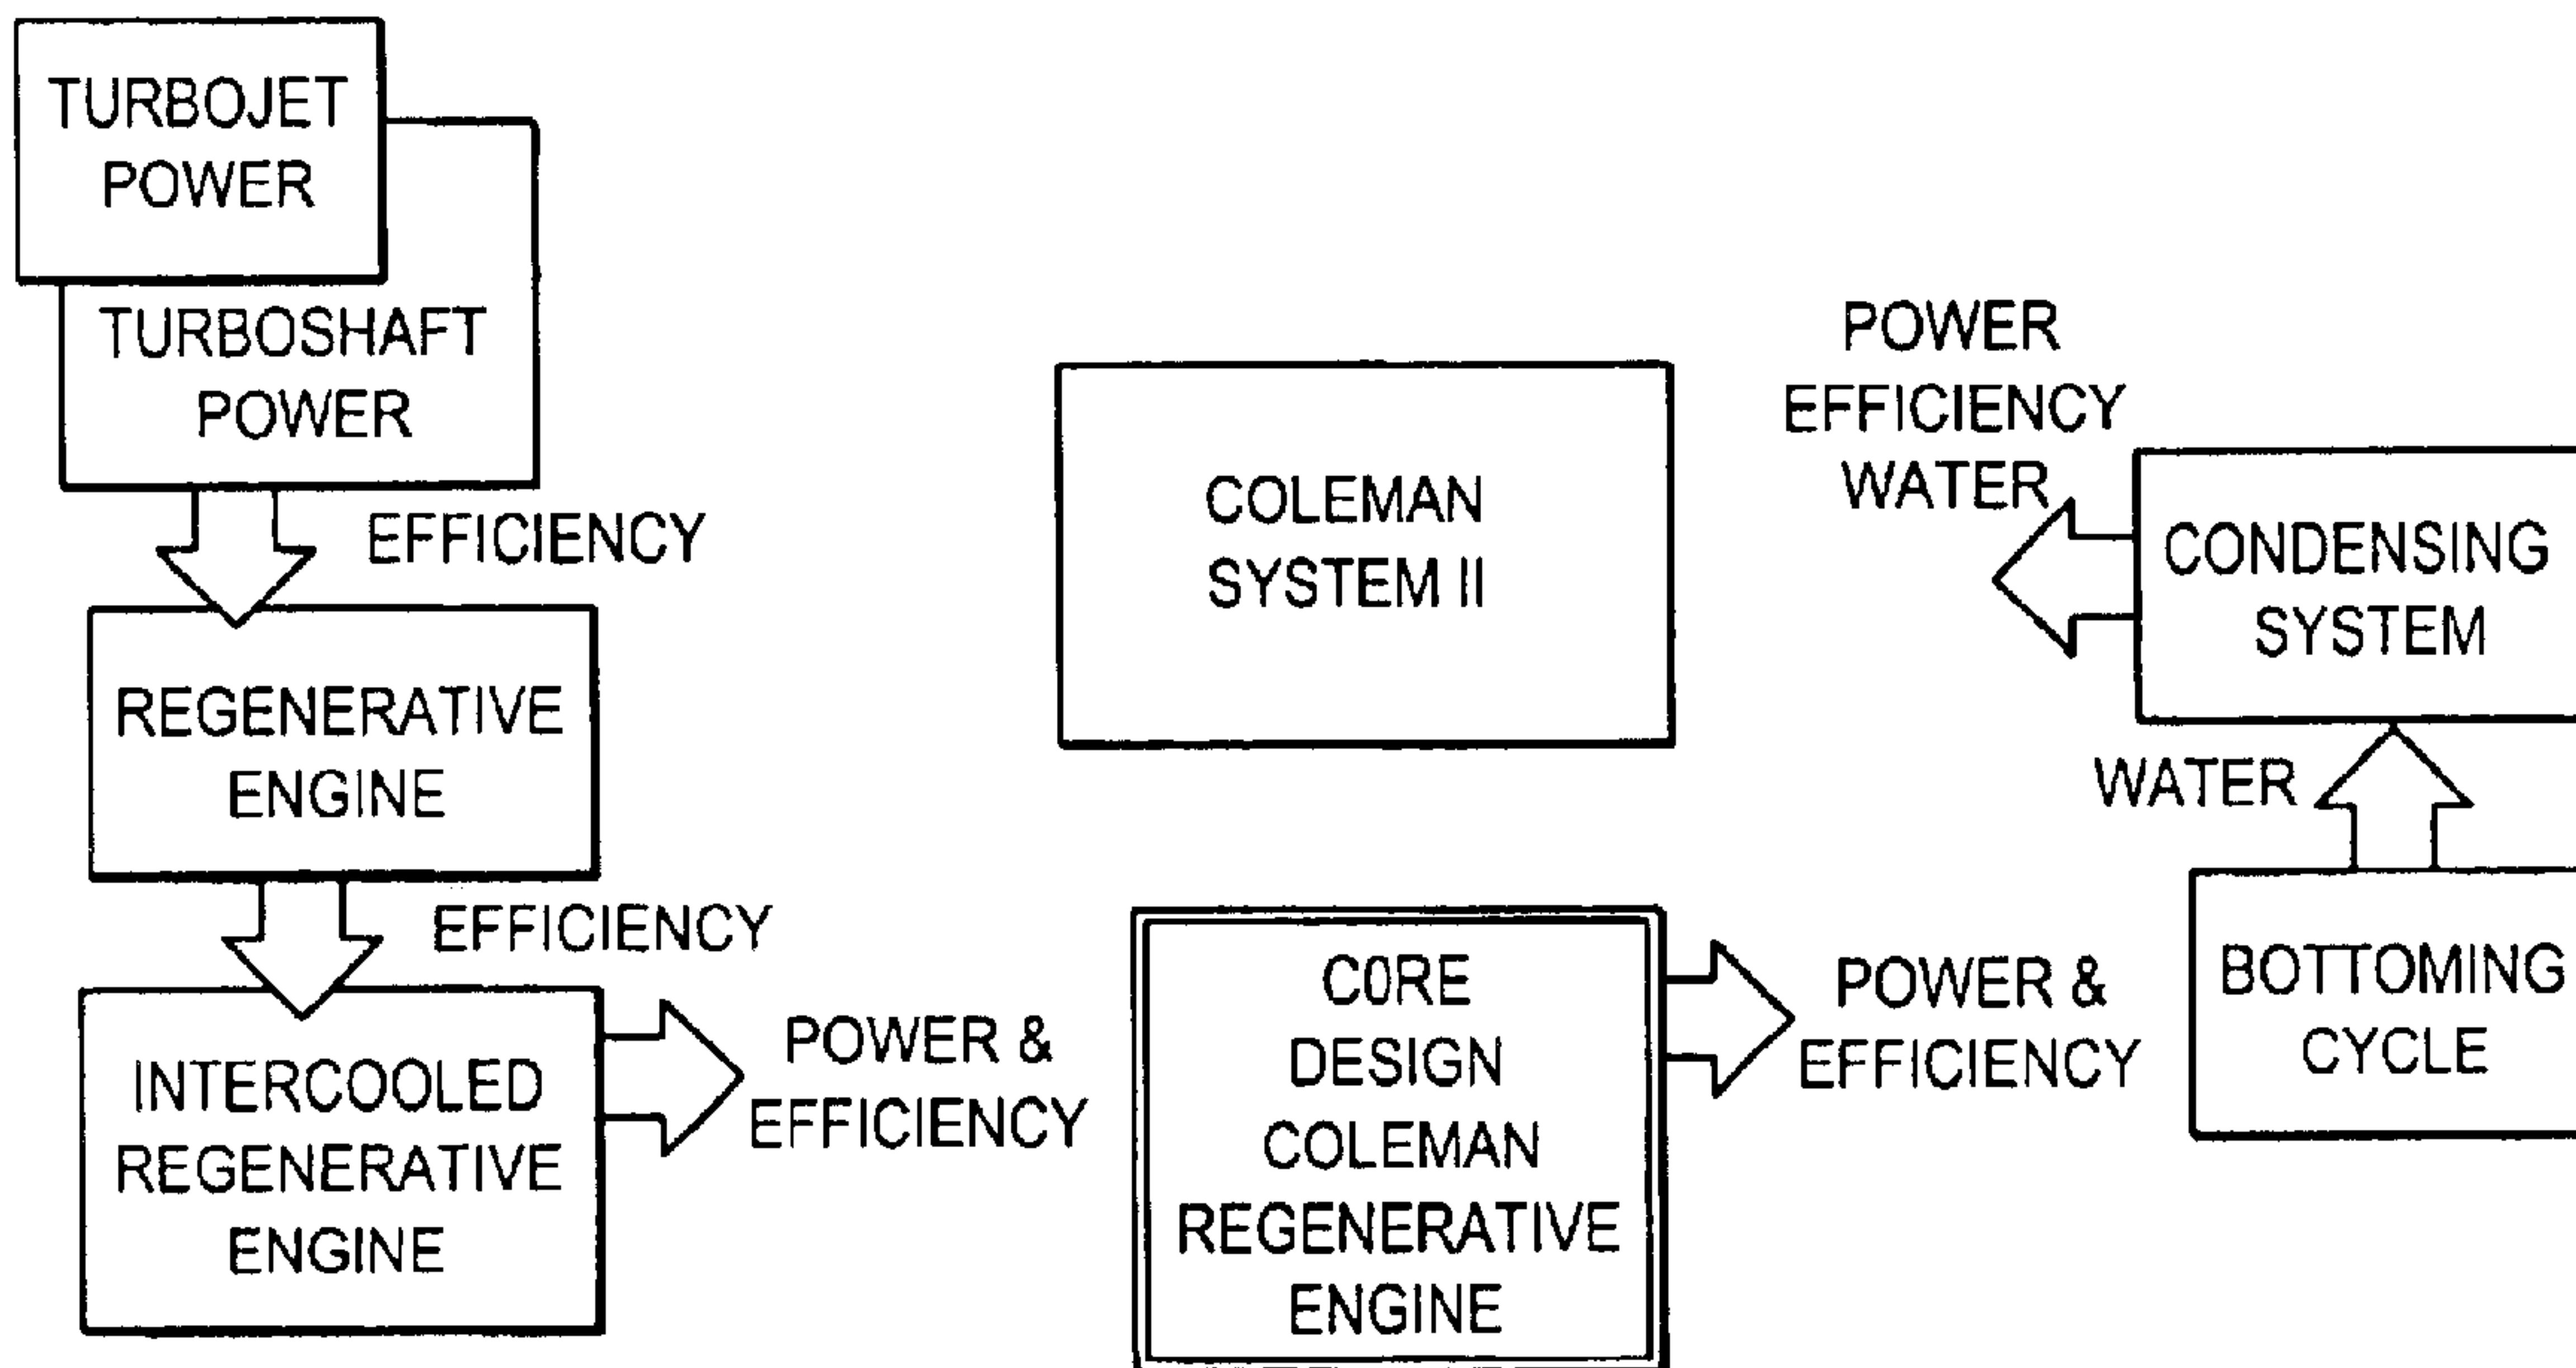 TURBOJET
POWER
TURBOSHAFT
POWER
EFFICIENCY
REGENERATIVE
ENGINE
EFFICIENCY
INTERCOOLED
REGENERATIVE
ENGINE
POWER &
EFFICIENCY
COLEMAN
SYSTEM II
C0RE
DESIGN
COLEMAN
REGENERATIVE
ENGINE
POWER &
EFFICIENCY
POWER
EFFICIENCY
WATER
CONDENSING
SYSTEM
WATER
BOTTOMING
CYCLE